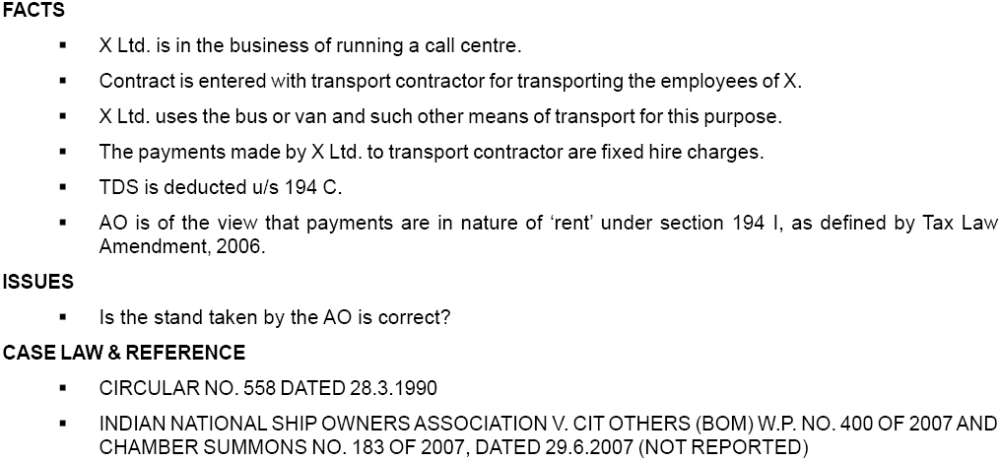 FACTS
▪ X Ltd. is in the business of running a call centre.
▪ Contract is entered with transport contractor for transporting the employees of X.
▪ X Ltd. uses the bus or van and such other means of transport for this purpose.
▪ The payments made by X Ltd. to transport contractor are fixed hire charges.
▪ TDS is deducted u/s 194 C.
▪ AO is of the view that payments are in nature of ‘rent’ under section 194 I, as defined by Tax Law
Amendment, 2006.
ISSUES
▪ Is the stand taken by the AO is correct?
CASE LAW & REFERENCE
▪ CIRCULAR NO. 558 DATED 28.3.1990
▪ INDIAN NATIONAL SHIP OWNERS ASSOCIATION V. CIT OTHERS (BOM) W.P. NO. 400 OF 2007 AND
CHAMBER SUMMONS NO. 183 OF 2007, DATED 29.6.2007 (NOT REPORTED)